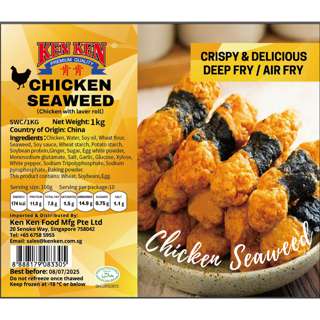 KEN KEN
PREMIUM QUALITY
肯肯
CHICKEN
SEAWEED
(Chicken with laver roll)
SWC/1KG Net Weight: 1kg
Country of Origin: China
Ingredients: Chicken, Water, Soy oil, Wheat flour,
Seaweed, Soy sauce, Wheat starch, Potato starch,
Soybean protein, Ginger, Sugar, Egg white powder,
Monosodium glutamate, Salt, Garlic, Glucose, Xylose,
White pepper, Sodium Tripolyphosphate, Sodium
pyrophosphate, Baking powder.
This product contains: Wheat, Soybean, Egg
Serving size: 100g Serving per package: 10
Imported & Distributed By:
Ken Ken Food Mfg Pte Ltd
20 Senoko Way, Singapore 758042
Tel: +65 6758 5955
Email: sales@kenken.com.sg
8 888179 083305
Best before: 08/07/2025
Do not refreeze once thawed
Keep frozen at -18 °C or below
CRISPY & DELICIOUS
DEEP FRY / AIR FRY
Chicken Seaweed